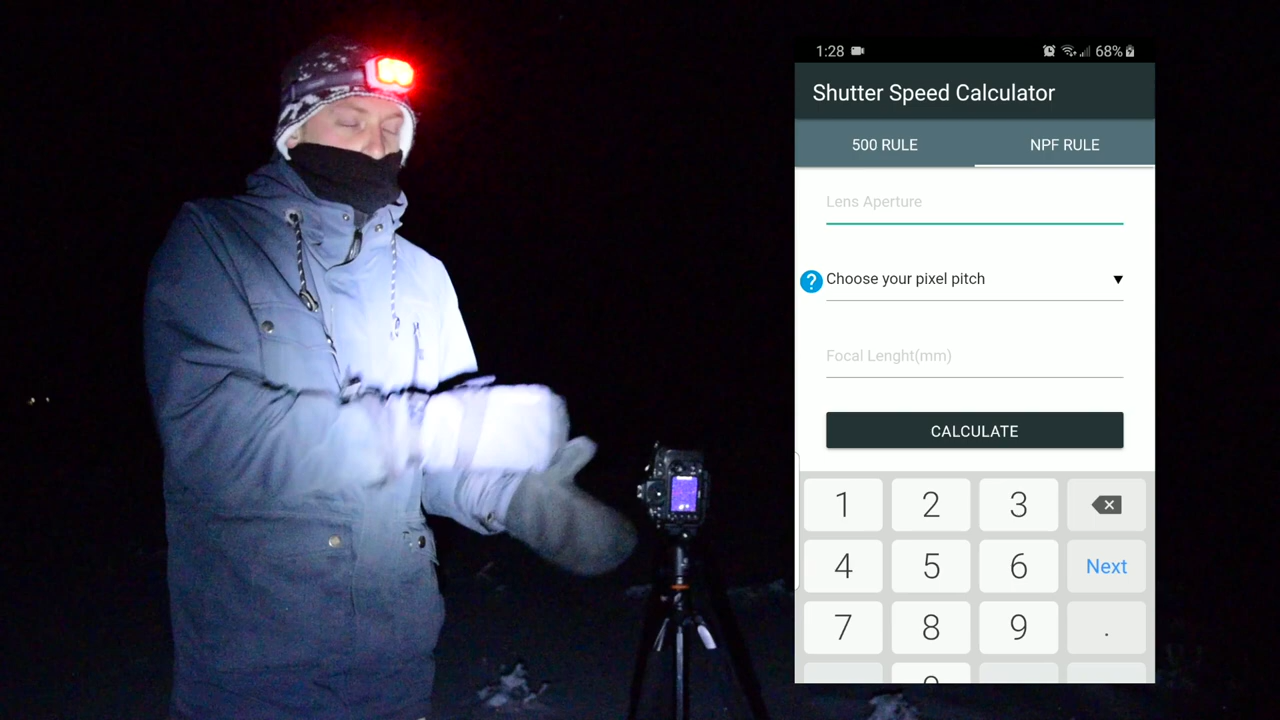 1:28 68%
Shutter Speed Calculator
500 RULE NPF RULE
Lens Aperture
? Choose your pixel pitch
Focal Lenght(mm)
CALCULATE
1 2 3
4 5 6 Next
7 8 9 .